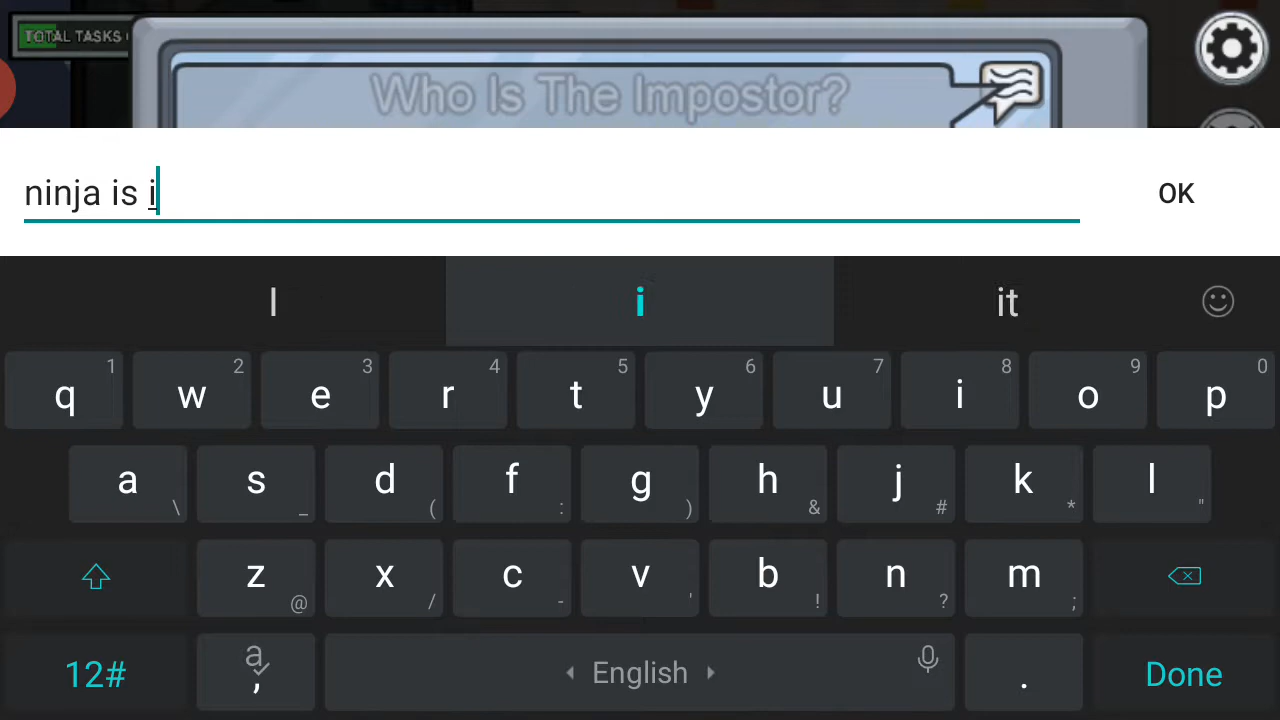 TOTAL TASKS
Who Is The Impostor?
ninja is i
OK
l i it
q 1 w 2 e 3 r 4 t 5 y 6 u 7 i 8 o 9 p 0
a \ s _ d ( f : g ) h & j # k * l "
z @ x / c - v ' b ! n ? m ;
12# a , English . Done